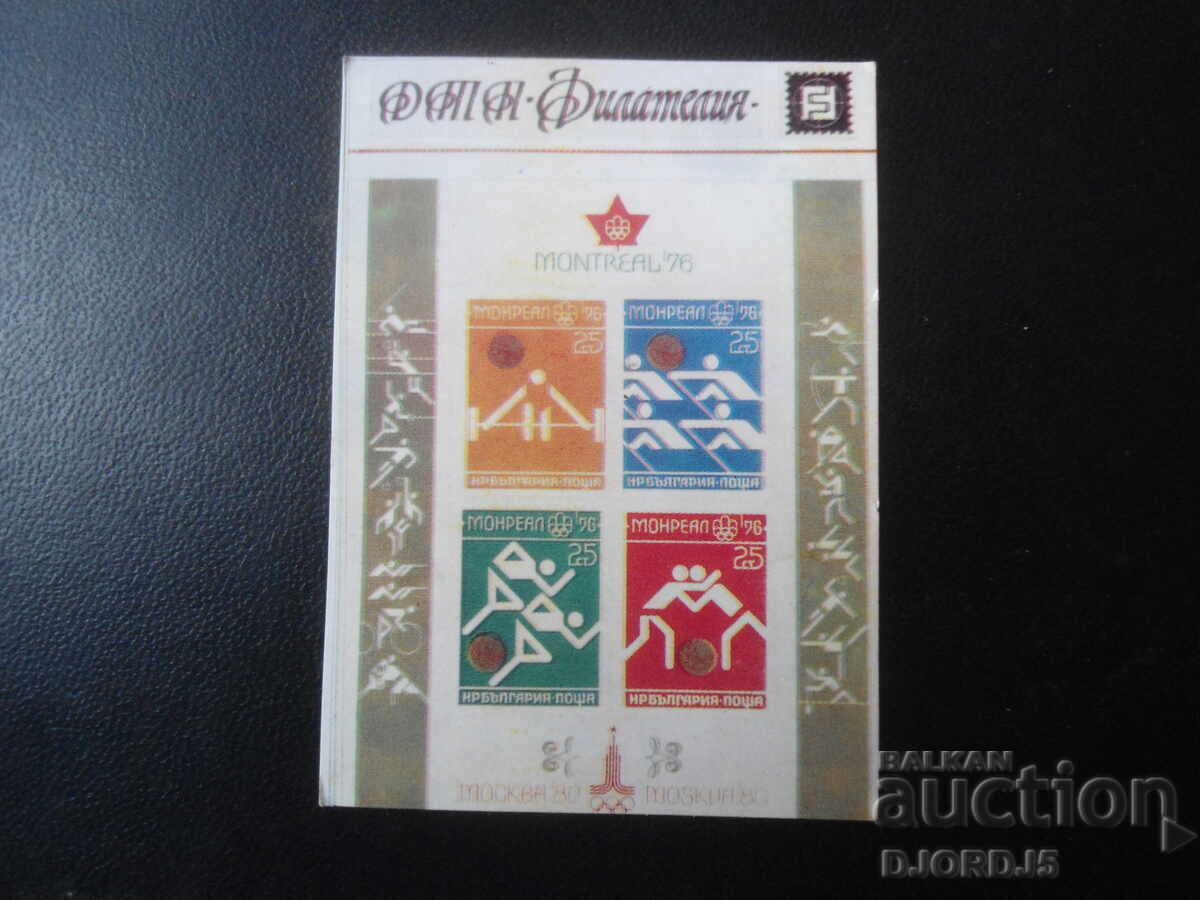 ДТП·Филателия·
MONTREAL '76
МОНРЕАЛ '76
25
НРБЪЛГАРИЯ·ПОЩА
МОНРЕАЛ '76
25
НРБЪЛГАРИЯ·ПОЩА
МОНРЕАЛ '76
25
НРБЪЛГАРИЯ·ПОЩА
МОНРЕАЛ '76
25
НРБЪЛГАРИЯ·ПОЩА
МОСКВА '80 MOSKVA '80
BALKAN
auction
DJORDJ5